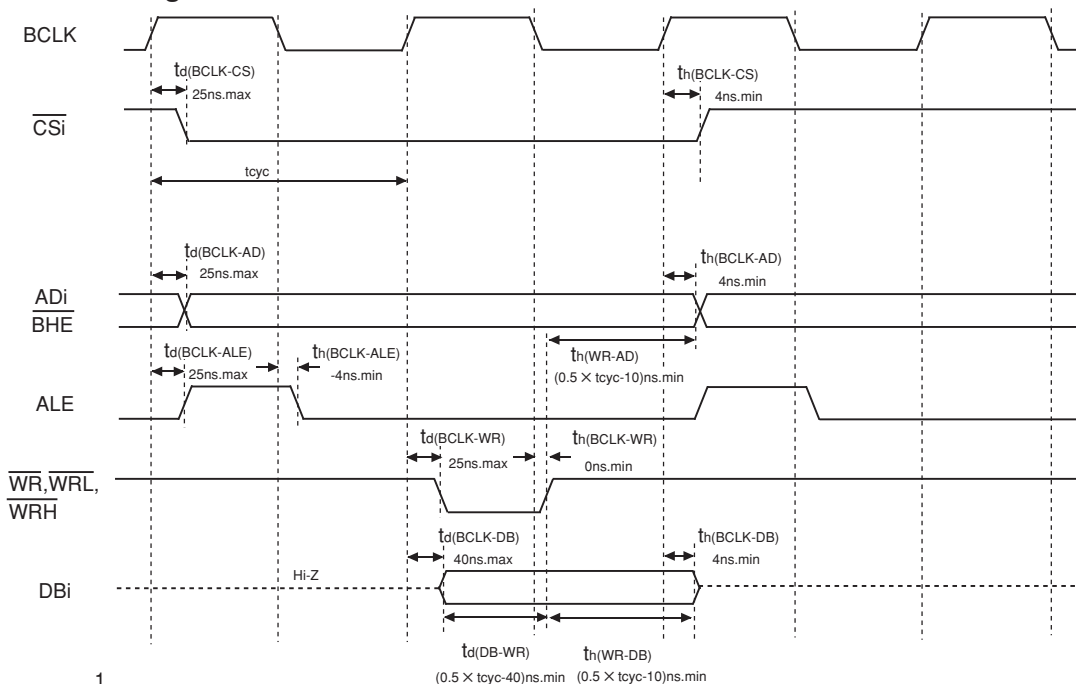 BCLK
td(BCLK-CS)
25ns.max
th(BCLK-CS)
4ns.min
CSi
tcyc
td(BCLK-AD)
25ns.max
th(BCLK-AD)
4ns.min
ADi
BHE
td(BCLK-ALE)
25ns.max
th(BCLK-ALE)
-4ns.min
th(WR-AD)
(0.5 × tcyc-10)ns.min
ALE
td(BCLK-WR)
25ns.max
th(BCLK-WR)
0ns.min
WR,WRL,
WRH
td(BCLK-DB)
40ns.max
th(BCLK-DB)
4ns.min
Hi-Z
DBi
td(DB-WR)
(0.5 × tcyc-40)ns.min
th(WR-DB)
(0.5 × tcyc-10)ns.min
1